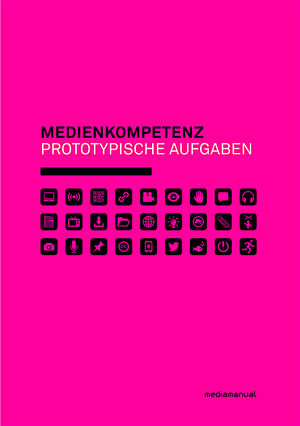 MEDIENKOMPETENZ
PROTOTYPISCHE AUFGABEN
mediamanual